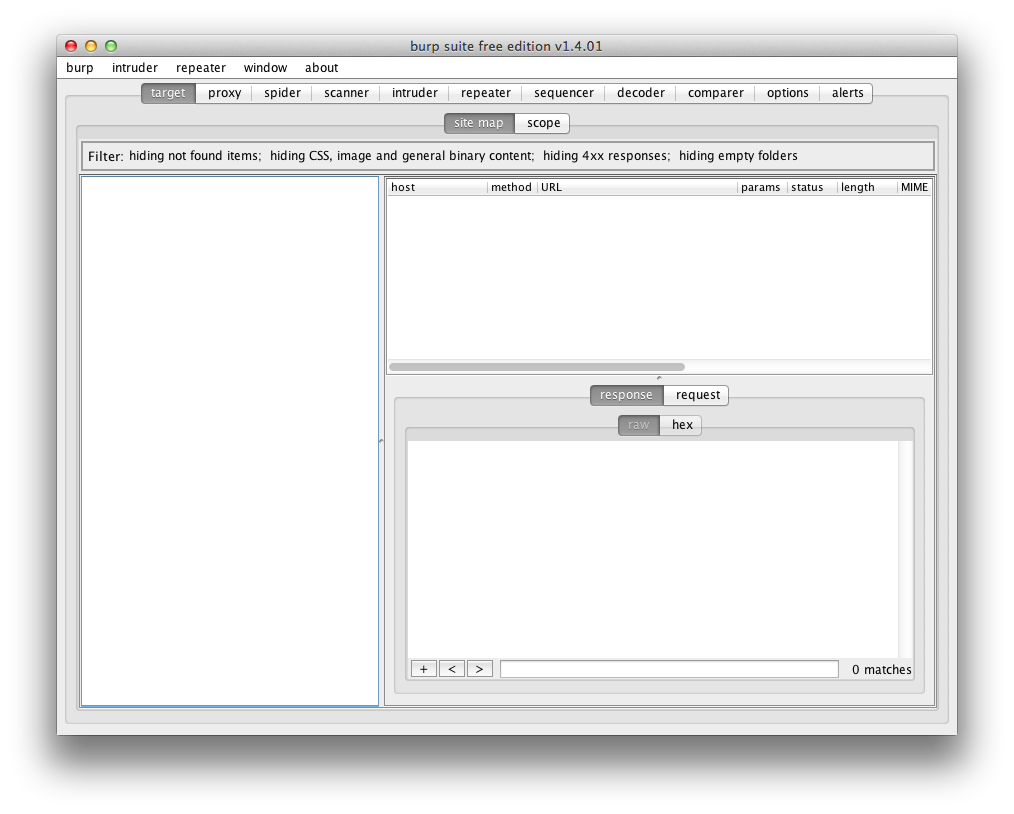 burp suite free edition v1.4.01
burp intruder repeater window about
target proxy spider scanner intruder repeater sequencer decoder comparer options alerts
site map scope
Filter: hiding not found items; hiding CSS, image and general binary content; hiding 4xx responses; hiding empty folders
host method URL params status length MIME
response request
raw hex
+ < > 0 matches